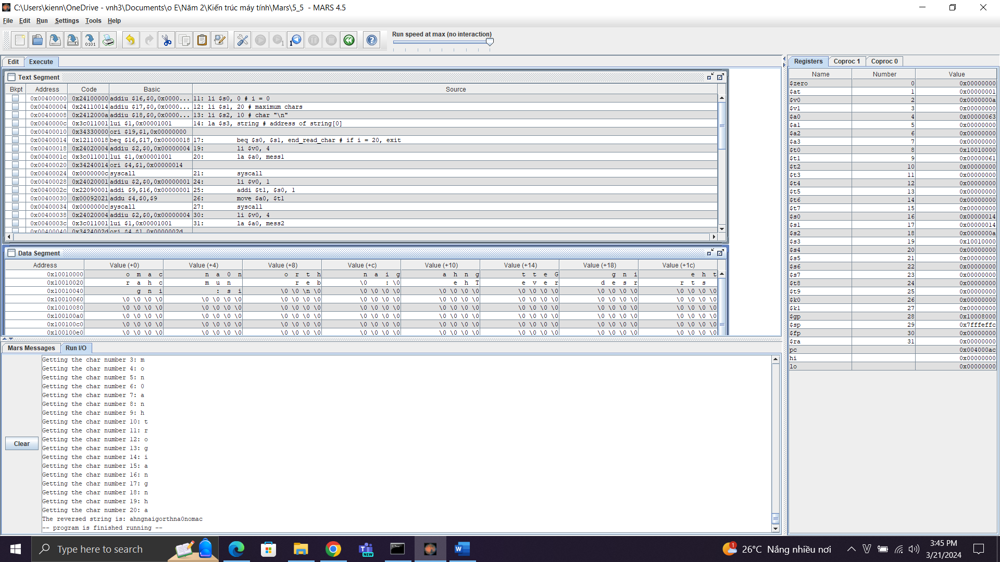 C:\Users\kienn\OneDrive - vnh3\Documents\o E\Năm 2\Kiến trúc máy tính\Mars\5_5 - MARS 4.5
File Edit Run Settings Tools Help
Run speed at max (no interaction)
Edit Execute
Text Segment
Bkpt Address Code Basic Source
0x00400000 0x24100000 addiu $16,$0,0x0000... 11: li $s0, 0 # i = 0
0x00400004 0x24110014 addiu $17,$0,0x0000... 12: li $s1, 20 # maximum chars
0x00400008 0x2412000a addiu $18,$0,0x0000... 13: li $s2, 10 # char "\n"
0x0040000c 0x3c011001 lui $1,0x00001001 14: la $s3, string # address of string[0]
0x00400010 0x34330000 ori $19,$1,0x00000000
0x00400014 0x12110018 beq $16,$17,0x00000018 17: beq $s0, $s1, end_read_char # if i = 20, exit
0x00400018 0x24020004 addiu $2,$0,0x00000004 19: li $v0, 4
0x0040001c 0x3c011001 lui $1,0x00001001 20: la $a0, mess1
0x00400020 0x34240014 ori $4,$1,0x00000014
0x00400024 0x0000000c syscall 21: syscall
0x00400028 0x24020001 addiu $2,$0,0x00000001 24: li $v0, 1
0x0040002c 0x22090001 addi $9,$16,0x00000001 25: addi $t1, $s0, 1
0x00400030 0x00092021 addu $4,$0,$9 26: move $a0, $t1
0x00400034 0x0000000c syscall 27: syscall
0x00400038 0x24020004 addiu $2,$0,0x00000004 30: li $v0, 4
0x0040003c 0x3c011001 lui $1,0x00001001 31: la $a0, mess2
0x00400040 0x3424002d ori $4,$1,0x0000002d
Data Segment
Address Value (+0) Value (+4) Value (+8) Value (+c) Value (+10) Value (+14) Value (+18) Value (+1c)
0x10010000 o m a c n a 0 n o r t h n a i g a h n g t t e G g n i e h t
0x10010020 r a h c m u n r e b \0 : \0 e h T e v e r d e s r r t s
0x10010040 g n i : s i \0 \0 \n \0 \0 \0 \0 \0 \0 \0 \0 \0 \0 \0 \0 \0 \0 \0 \0 \0 \0 \0 \0 \0
0x10010060 \0 \0 \0 \0 \0 \0 \0 \0 \0 \0 \0 \0 \0 \0 \0 \0 \0 \0 \0 \0 \0 \0 \0 \0 \0 \0 \0 \0 \0 \0 \0 \0
0x10010080 \0 \0 \0 \0 \0 \0 \0 \0 \0 \0 \0 \0 \0 \0 \0 \0 \0 \0 \0 \0 \0 \0 \0 \0 \0 \0 \0 \0 \0 \0 \0 \0
0x100100a0 \0 \0 \0 \0 \0 \0 \0 \0 \0 \0 \0 \0 \0 \0 \0 \0 \0 \0 \0 \0 \0 \0 \0 \0 \0 \0 \0 \0 \0 \0 \0 \0
0x100100c0 \0 \0 \0 \0 \0 \0 \0 \0 \0 \0 \0 \0 \0 \0 \0 \0 \0 \0 \0 \0 \0 \0 \0 \0 \0 \0 \0 \0 \0 \0 \0 \0
0x100100e0 \0 \0 \0 \0 \0 \0 \0 \0 \0 \0 \0 \0 \0 \0 \0 \0 \0 \0 \0 \0 \0 \0 \0 \0 \0 \0 \0 \0 \0 \0 \0 \0
Mars Messages Run I/O
Getting the char number 3: m
Getting the char number 4: o
Getting the char number 5: n
Getting the char number 6: 0
Getting the char number 7: a
Getting the char number 8: n
Getting the char number 9: h
Getting the char number 10: t
Getting the char number 11: r
Getting the char number 12: o
Getting the char number 13: g
Getting the char number 14: i
Getting the char number 15: a
Getting the char number 16: n
Getting the char number 17: g
Getting the char number 18: n
Getting the char number 19: h
Getting the char number 20: a
The reversed string is: ahngnaigorthna0nomac
-- program is finished running --
Clear
Registers Coproc 1 Coproc 0
Name Number Value
$zero 0 0x00000000
$at 1 0x00000001
$v0 2 0x0000000a
$v1 3 0x00000000
$a0 4 0x00000063
$a1 5 0x00000000
$a2 6 0x00000000
$a3 7 0x00000000
$t0 8 0x10010000
$t1 9 0x00000061
$t2 10 0x00000000
$t3 11 0x00000000
$t4 12 0x00000000
$t5 13 0x00000000
$t6 14 0x00000000
$t7 15 0x00000000
$s0 16 0x00000014
$s1 17 0x00000014
$s2 18 0x0000000a
$s3 19 0x10010000
$s4 20 0x00000000
$s5 21 0x00000000
$s6 22 0x00000000
$s7 23 0x00000000
$t8 24 0x00000000
$t9 25 0x00000000
$k0 26 0x00000000
$k1 27 0x00000000
$gp 28 0x10008000
$sp 29 0x7fffeffc
$fp 30 0x00000000
$ra 31 0x00000000
pc 0x004000ac
hi 0x00000000
lo 0x00000000
Type here to search
NEW
1
26°C Nắng nhiều nơi
3:45 PM
3/21/2024